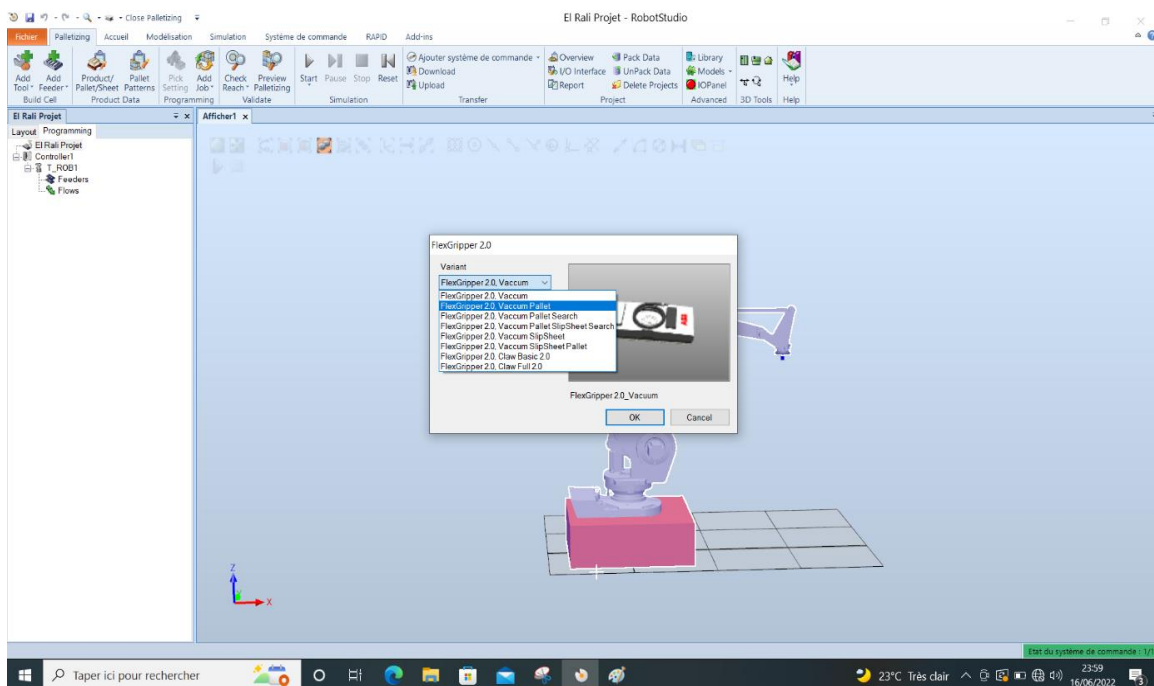 Close Palletizing
El Rali Projet - RobotStudio
Fichier Palletizing Accueil Modélisation Simulation Système de commande RAPID Add-ins
Add Tool Add Feeder Product/ Pallet/Sheet Pallet Patterns Pick Setting Add Job Check Reach Preview Palletizing Start Pause Stop Reset
Ajouter système de commande
Download
Upload
Overview Pack Data
I/O Interface UnPack Data
Report Delete Projects
Library
Models
IOPanel
Help
Build Cell Product Data Programming Validate Simulation Transfer Project Advanced 3D Tools Help
El Rali Projet
Afficher1
Layout Programming
El Rali Projet
Controller1
T_ROB1
Feeders
Flows
FlexGripper 2.0
Variant
FlexGripper 2.0, Vaccum
FlexGripper 2.0, Vaccum
FlexGripper 2.0, Vaccum Pallet
FlexGripper 2.0, Vaccum Pallet Search
FlexGripper 2.0, Vaccum Pallet SlipSheet Search
FlexGripper 2.0, Vaccum SlipSheet
FlexGripper 2.0, Vaccum SlipSheet Pallet
FlexGripper 2.0, Claw Basic 2.0
FlexGripper 2.0, Claw Full 2.0
FlexGripper 2.0_Vacuum
OK Cancel
Z
Y
X
Etat du système de commande : 1/1
Taper ici pour rechercher
23°C Très clair
23:59
16/06/2022
3